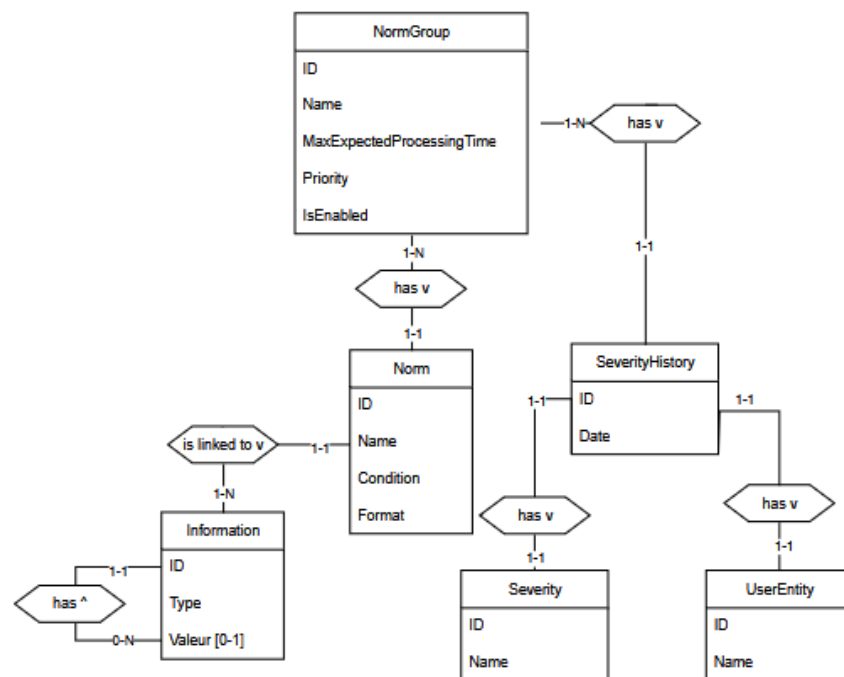 NormGroup
ID
Name
MaxExpectedProcessingTime
Priority
IsEnabled
1-N
has v
1-1
1-N
has v
1-1
Norm
ID
Name
Condition
Format
SeverityHistory
ID
Date
1-1
1-1
is linked to v
1-1
1-N
Information
ID
Type
Valeur [0-1]
1-1
has ^
0-N
has v
1-1
has v
1-1
Severity
ID
Name
UserEntity
ID
Name